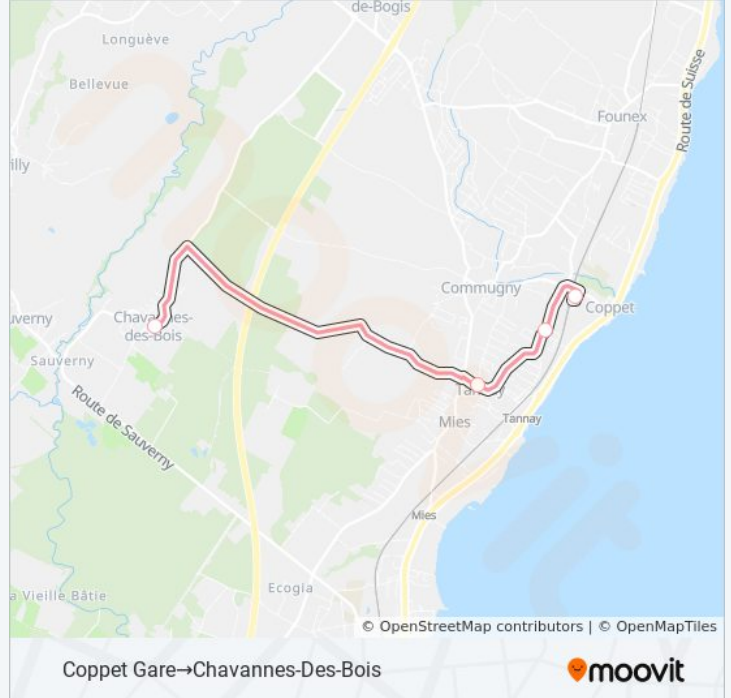 de-Bogis
Longuève
Bellevue
Route de Suisse
Founex
illy
Commugny
Coppet
uverny
Chavannes-
des-Bois
Sauverny
Route de Sauverny
Tannay
Mies
Tannay
Mies
Ecogia
a Vieille Bâtie
© OpenStreetMap contributors | © OpenMapTiles
Coppet Gare→Chavannes-Des-Bois
moovit